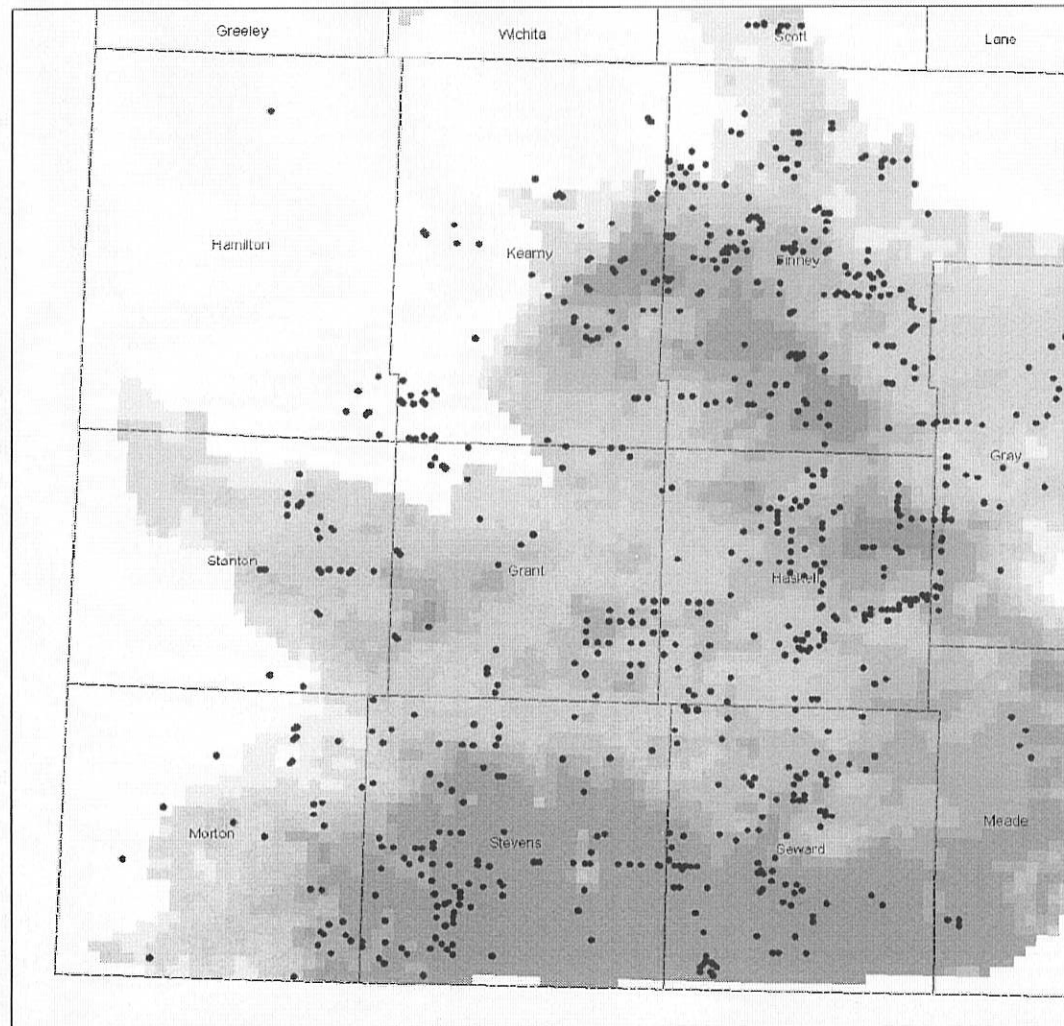 Greeley
Wichita
Scott
Lane
Hamilton
Kearny
Finney
Gray
Stanton
Grant
Haskell
Morton
Stevens
Seward
Meade